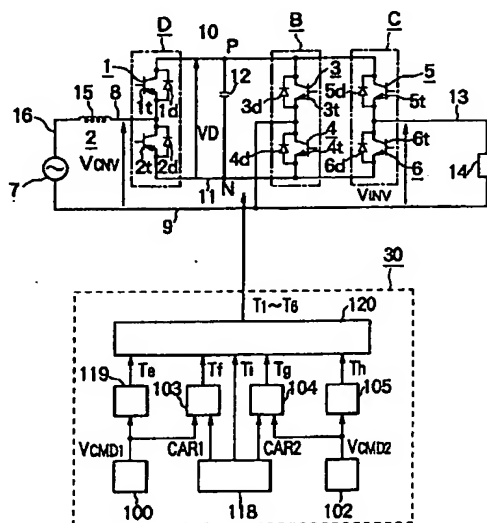 D 10 P B C
1 12 3 5
16 15 8 1t 1d 3d 3t 5d 5t 13
2 VD 4 6t
7 VCNV 2t 2d 4d 4t 6d 6 14
N 11 VINV
9
30
T1~T6
120
Te Tf Ti Tg Th
119 103 104 105
VCMD1 CAR1 CAR2 VCMD2
100 118 102